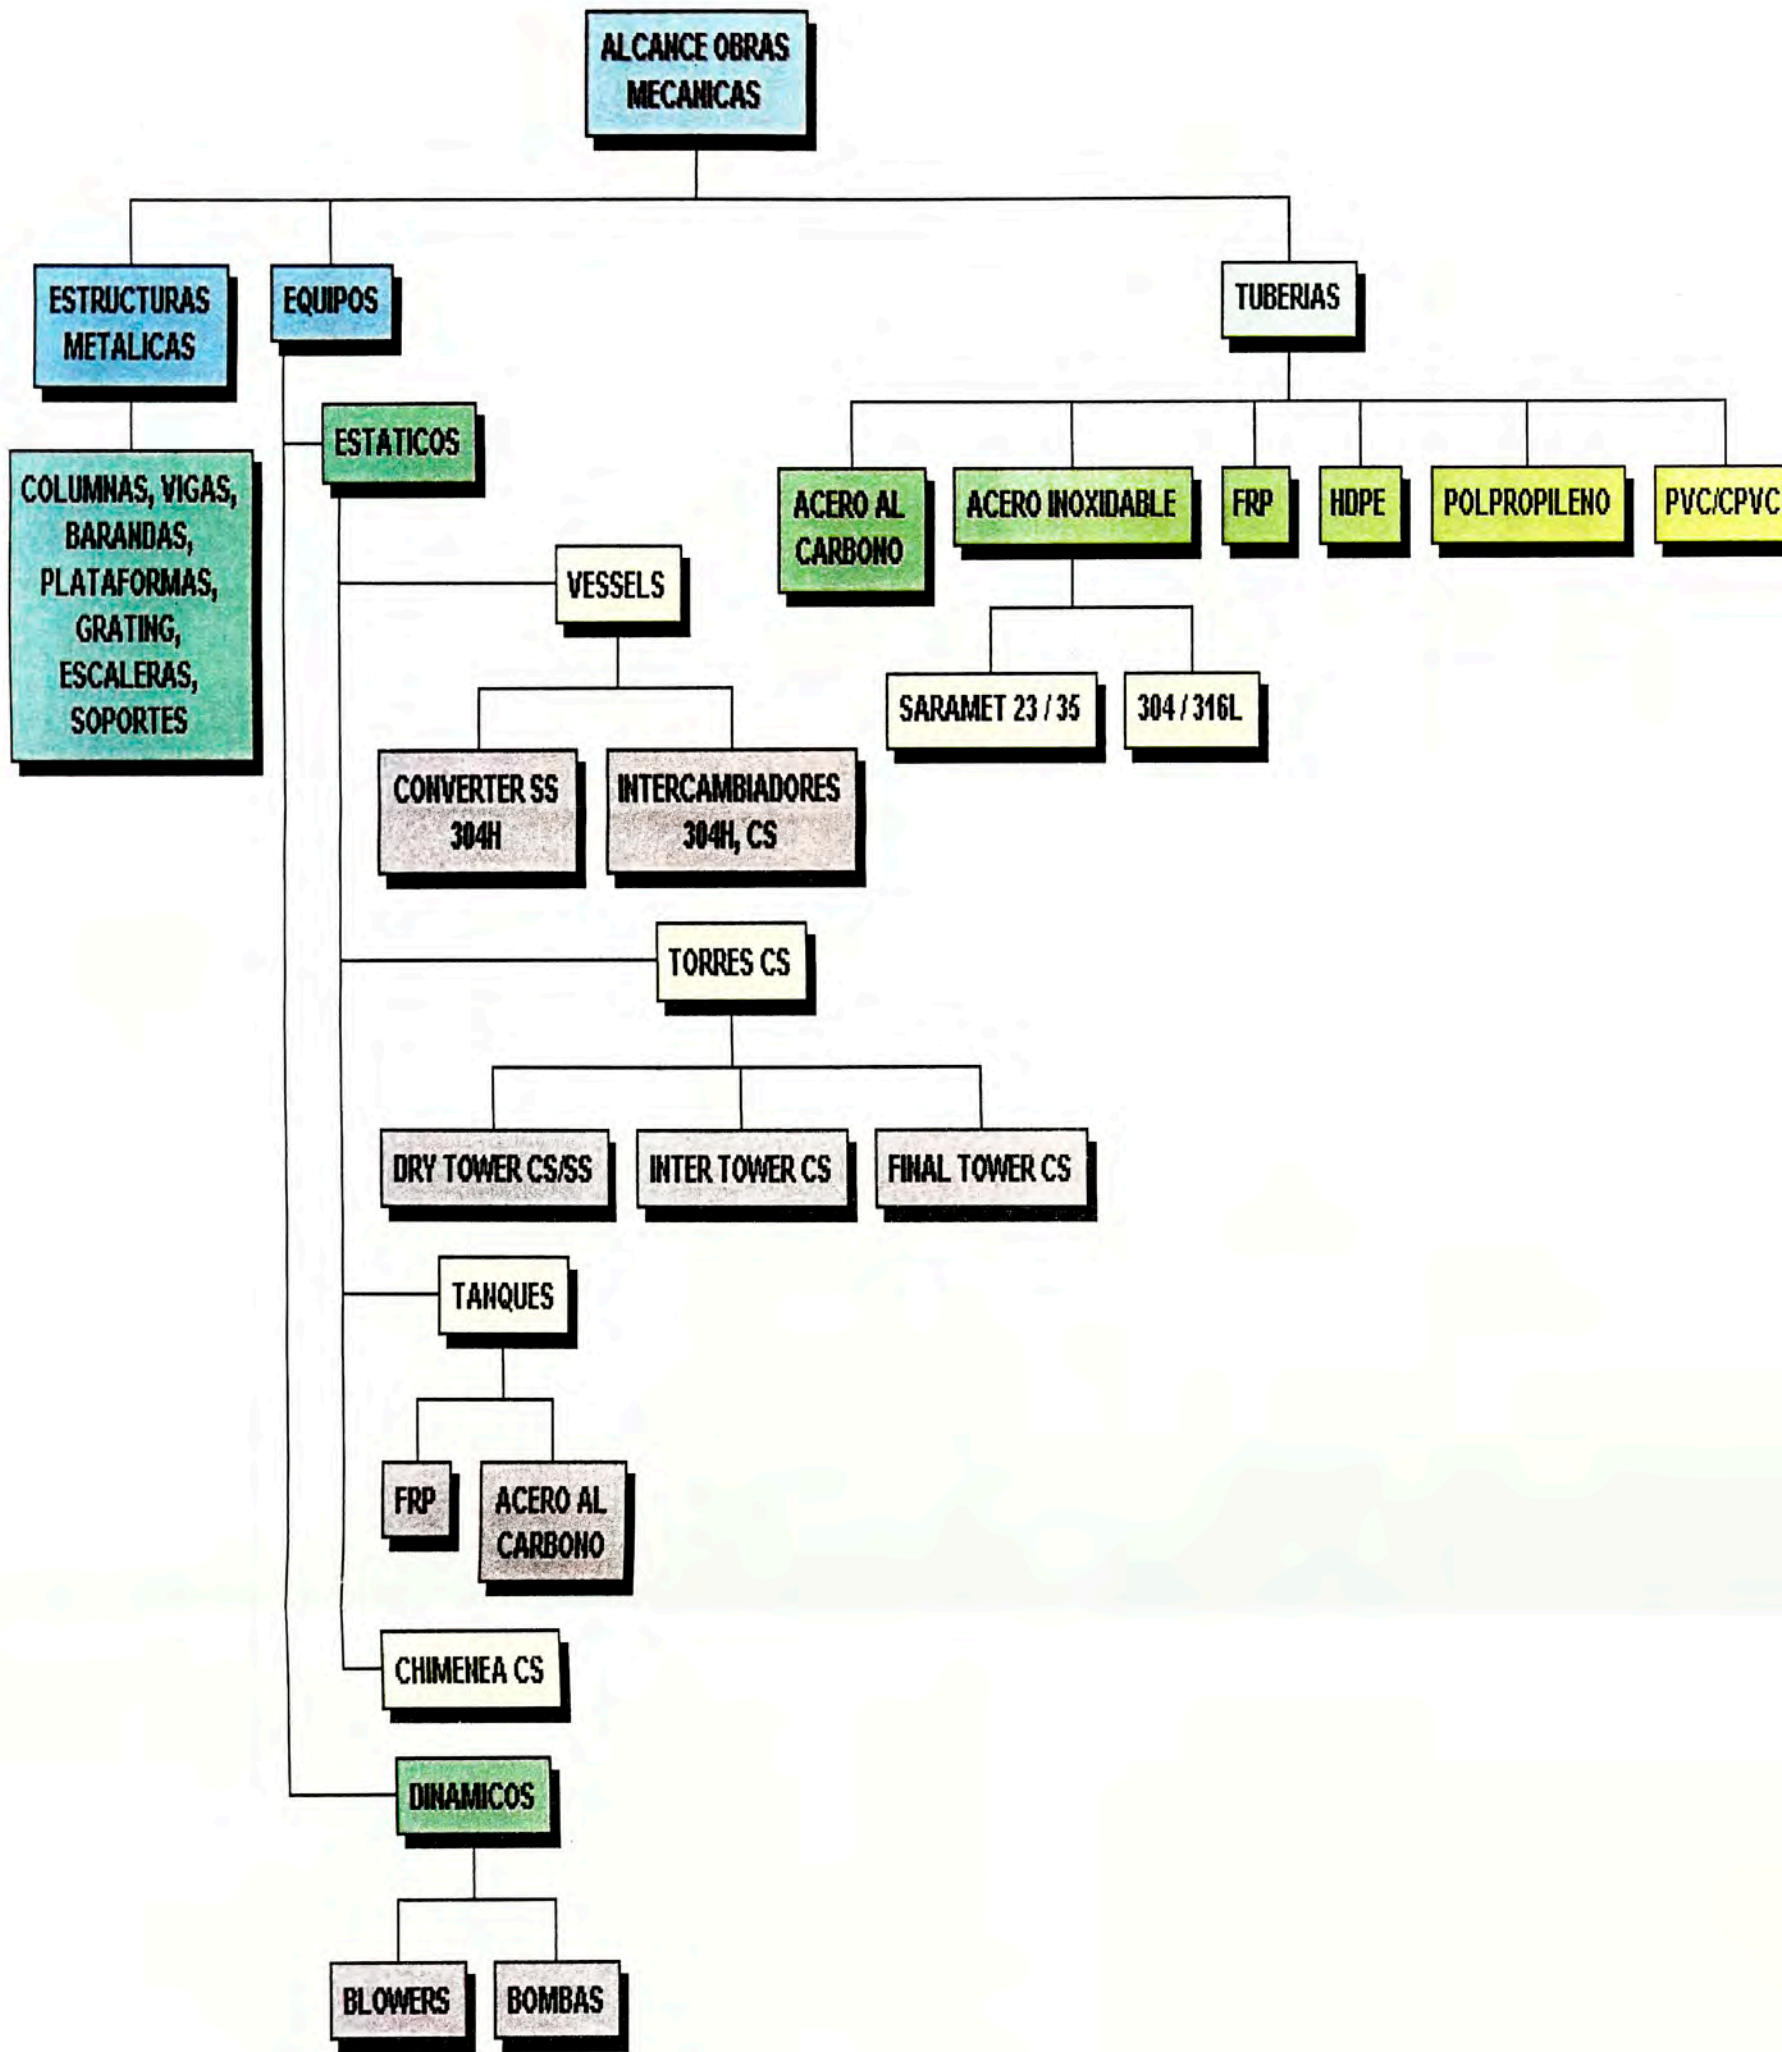 ALCANCE OBRAS
MECANICAS
ESTRUCTURAS
METALICAS
EQUIPOS
TUBERIAS
COLUMNAS, VIGAS,
BARANDAS,
PLATAFORMAS,
GRATING,
ESCALERAS,
SOPORTES
ESTATICOS
ACERO AL
CARBONO
ACERO INOXIDABLE
FRP
HDPE
POLPROPILENO
PVC/CPVC
SARAMET 23 / 35
304 / 316L
VESSELS
CONVERTER SS
304H
INTERCAMBIADORES
304H, CS
TORRES CS
DRY TOWER CS/SS
INTER TOWER CS
FINAL TOWER CS
TANQUES
FRP
ACERO AL
CARBONO
CHIMENEA CS
DINAMICOS
BLOWERS
BOMBAS